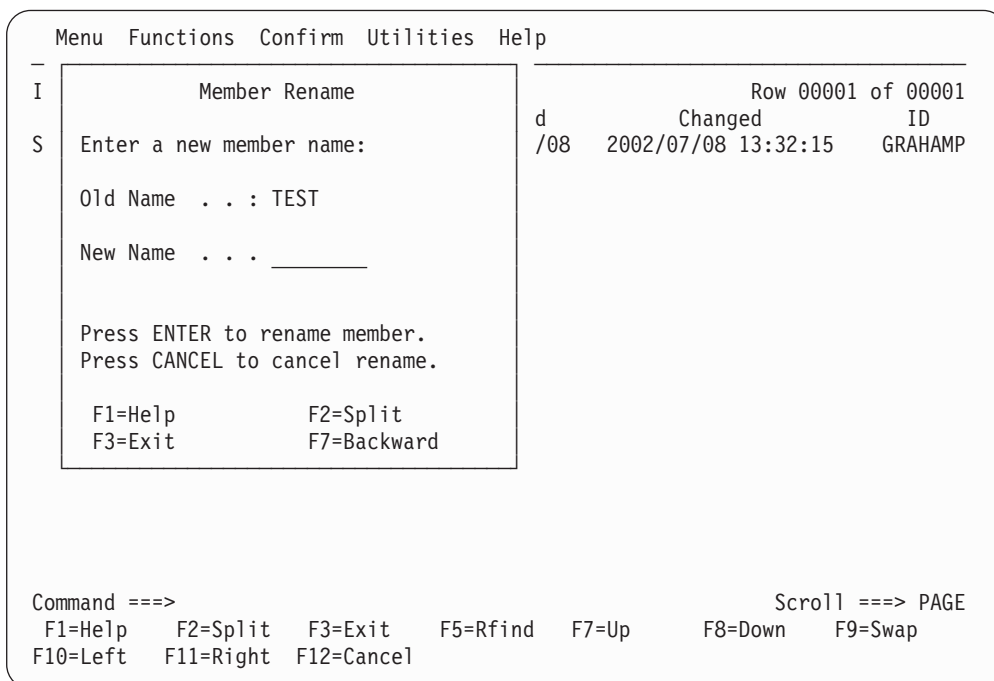 Menu Functions Confirm Utilities Help
I Member Rename Row 00001 of 00001
d Changed ID
S Enter a new member name: /08 2002/07/08 13:32:15 GRAHAMP
Old Name . . : TEST
New Name . . . ________
Press ENTER to rename member.
Press CANCEL to cancel rename.
F1=Help F2=Split
F3=Exit F7=Backward
Command ===> Scroll ===> PAGE
F1=Help F2=Split F3=Exit F5=Rfind F7=Up F8=Down F9=Swap
F10=Left F11=Right F12=Cancel